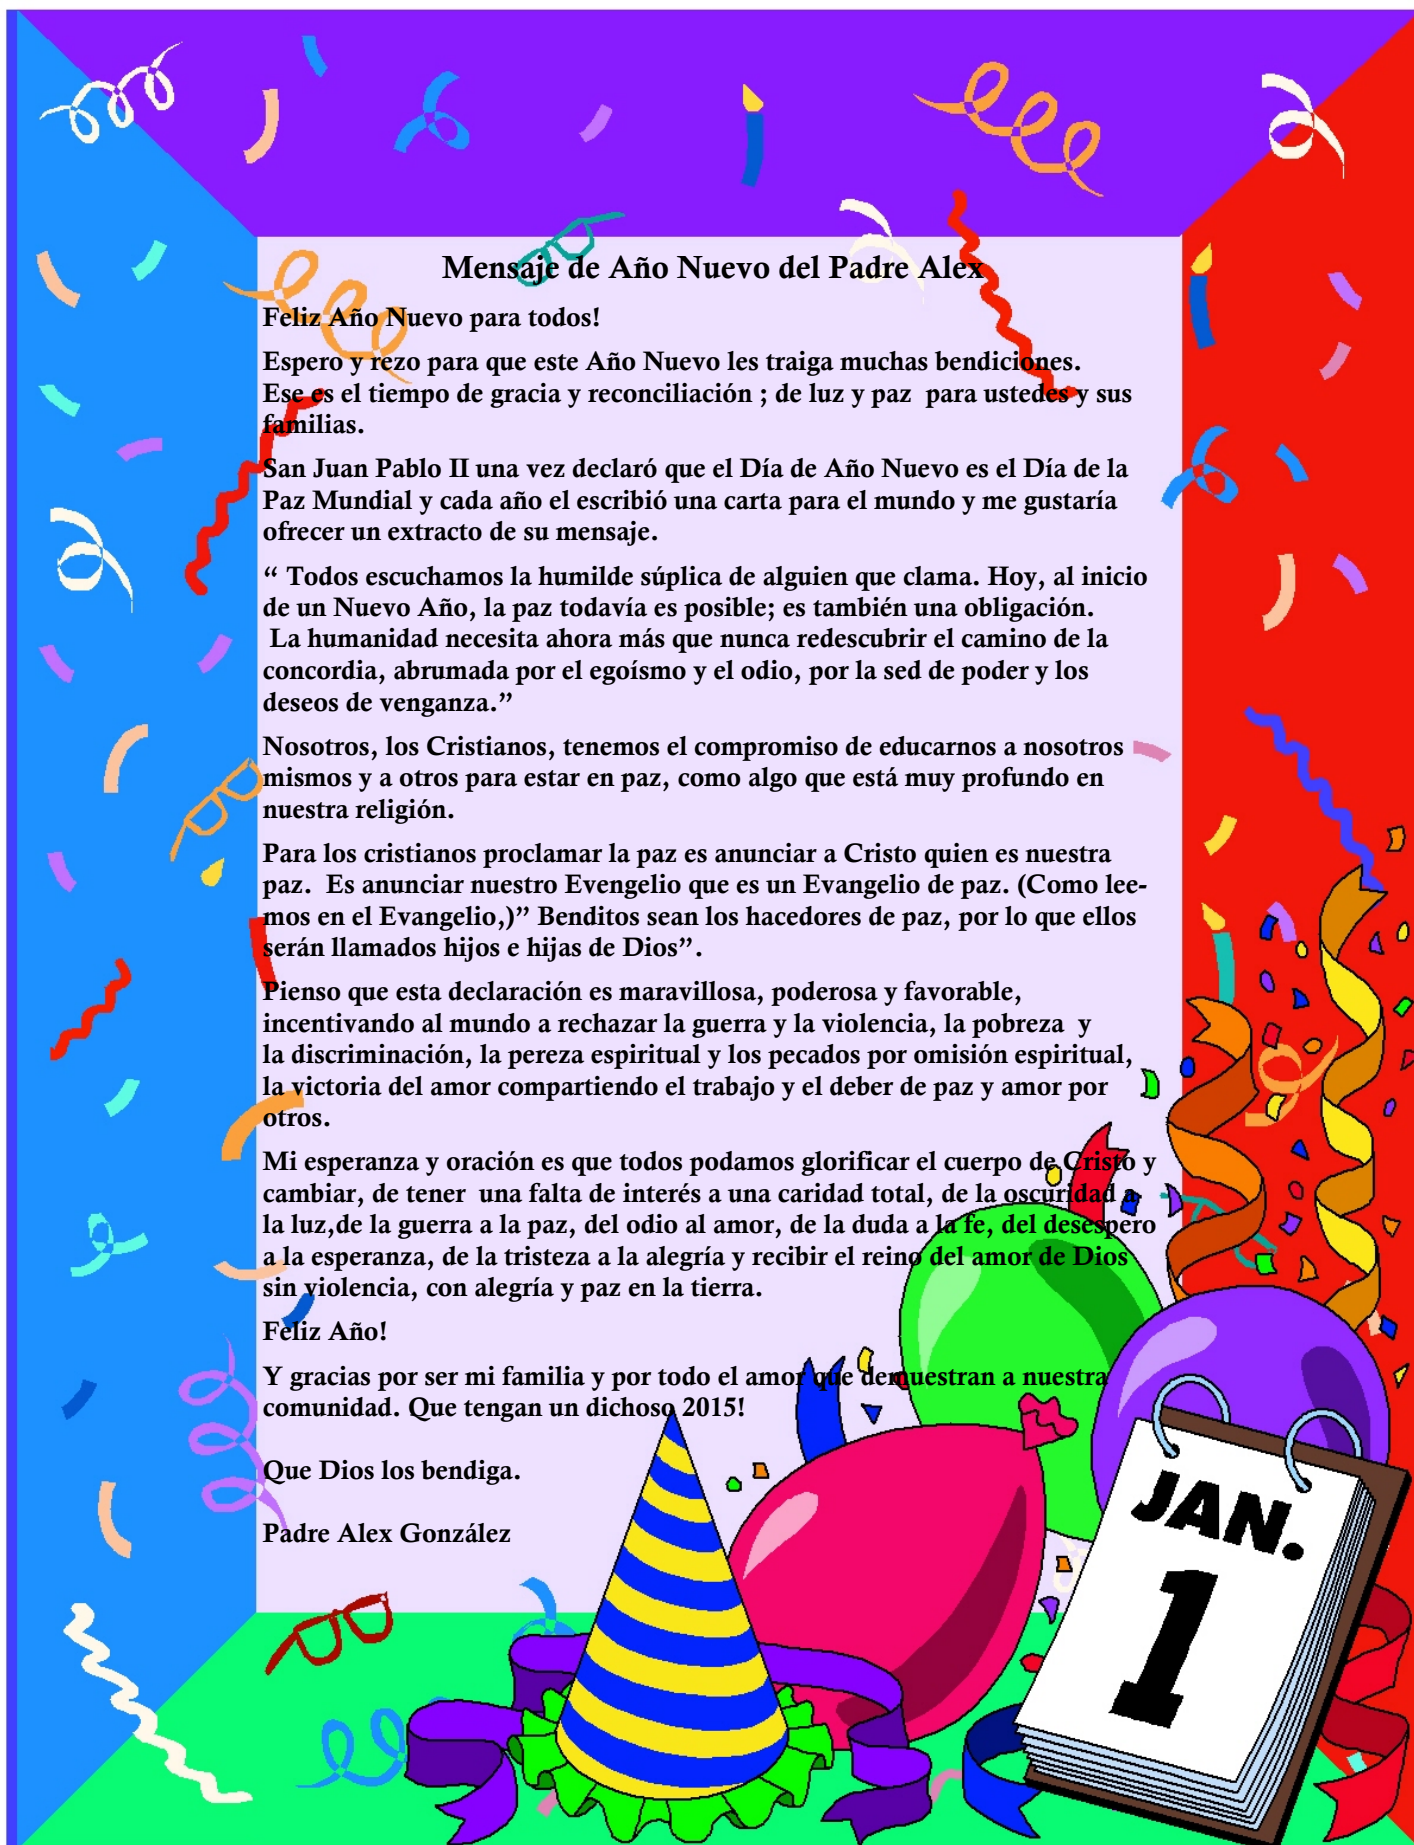 Mensaje de Año Nuevo del Padre Alex
Feliz Año Nuevo para todos!
Espero y rezo para que este Año Nuevo les traiga muchas bendiciones.
Ese es el tiempo de gracia y reconciliación ; de luz y paz  para ustedes y sus
familias.
San Juan Pablo II una vez declaró que el Día de Año Nuevo es el Día de la
Paz Mundial y cada año el escribió una carta para el mundo y me gustaría
ofrecer un extracto de su mensaje.
“ Todos escuchamos la humilde súplica de alguien que clama. Hoy, al inicio
de un Nuevo Año, la paz todavía es posible; es también una obligación.
La humanidad necesita ahora más que nunca redescubrir el camino de la
concordia, abrumada por el egoísmo y el odio, por la sed de poder y los
deseos de venganza.”
Nosotros, los Cristianos, tenemos el compromiso de educarnos a nosotros
mismos y a otros para estar en paz, como algo que está muy profundo en
nuestra religión.
Para los cristianos proclamar la paz es anunciar a Cristo quien es nuestra
paz.  Es anunciar nuestro Evengelio que es un Evangelio de paz. (Como lee-
mos en el Evangelio,)” Benditos sean los hacedores de paz, por lo que ellos
serán llamados hijos e hijas de Dios”.
Pienso que esta declaración es maravillosa, poderosa y favorable,
incentivando al mundo a rechazar la guerra y la violencia, la pobreza  y
la discriminación, la pereza espiritual y los pecados por omisión espiritual,
la victoria del amor compartiendo el trabajo y el deber de paz y amor por
otros.
Mi esperanza y oración es que todos podamos glorificar el cuerpo de Cristo y
cambiar, de tener  una falta de interés a una caridad total, de la oscuridad a
la luz,de la guerra a la paz, del odio al amor, de la duda a la fe, del desespero
a la esperanza, de la tristeza a la alegría y recibir el reino del amor de Dios
sin violencia, con alegría y paz en la tierra.
Feliz Año!
Y gracias por ser mi familia y por todo el amor que demuestran a nuestra
comunidad. Que tengan un dichoso 2015!
Que Dios los bendiga.
Padre Alex González
JAN.
1